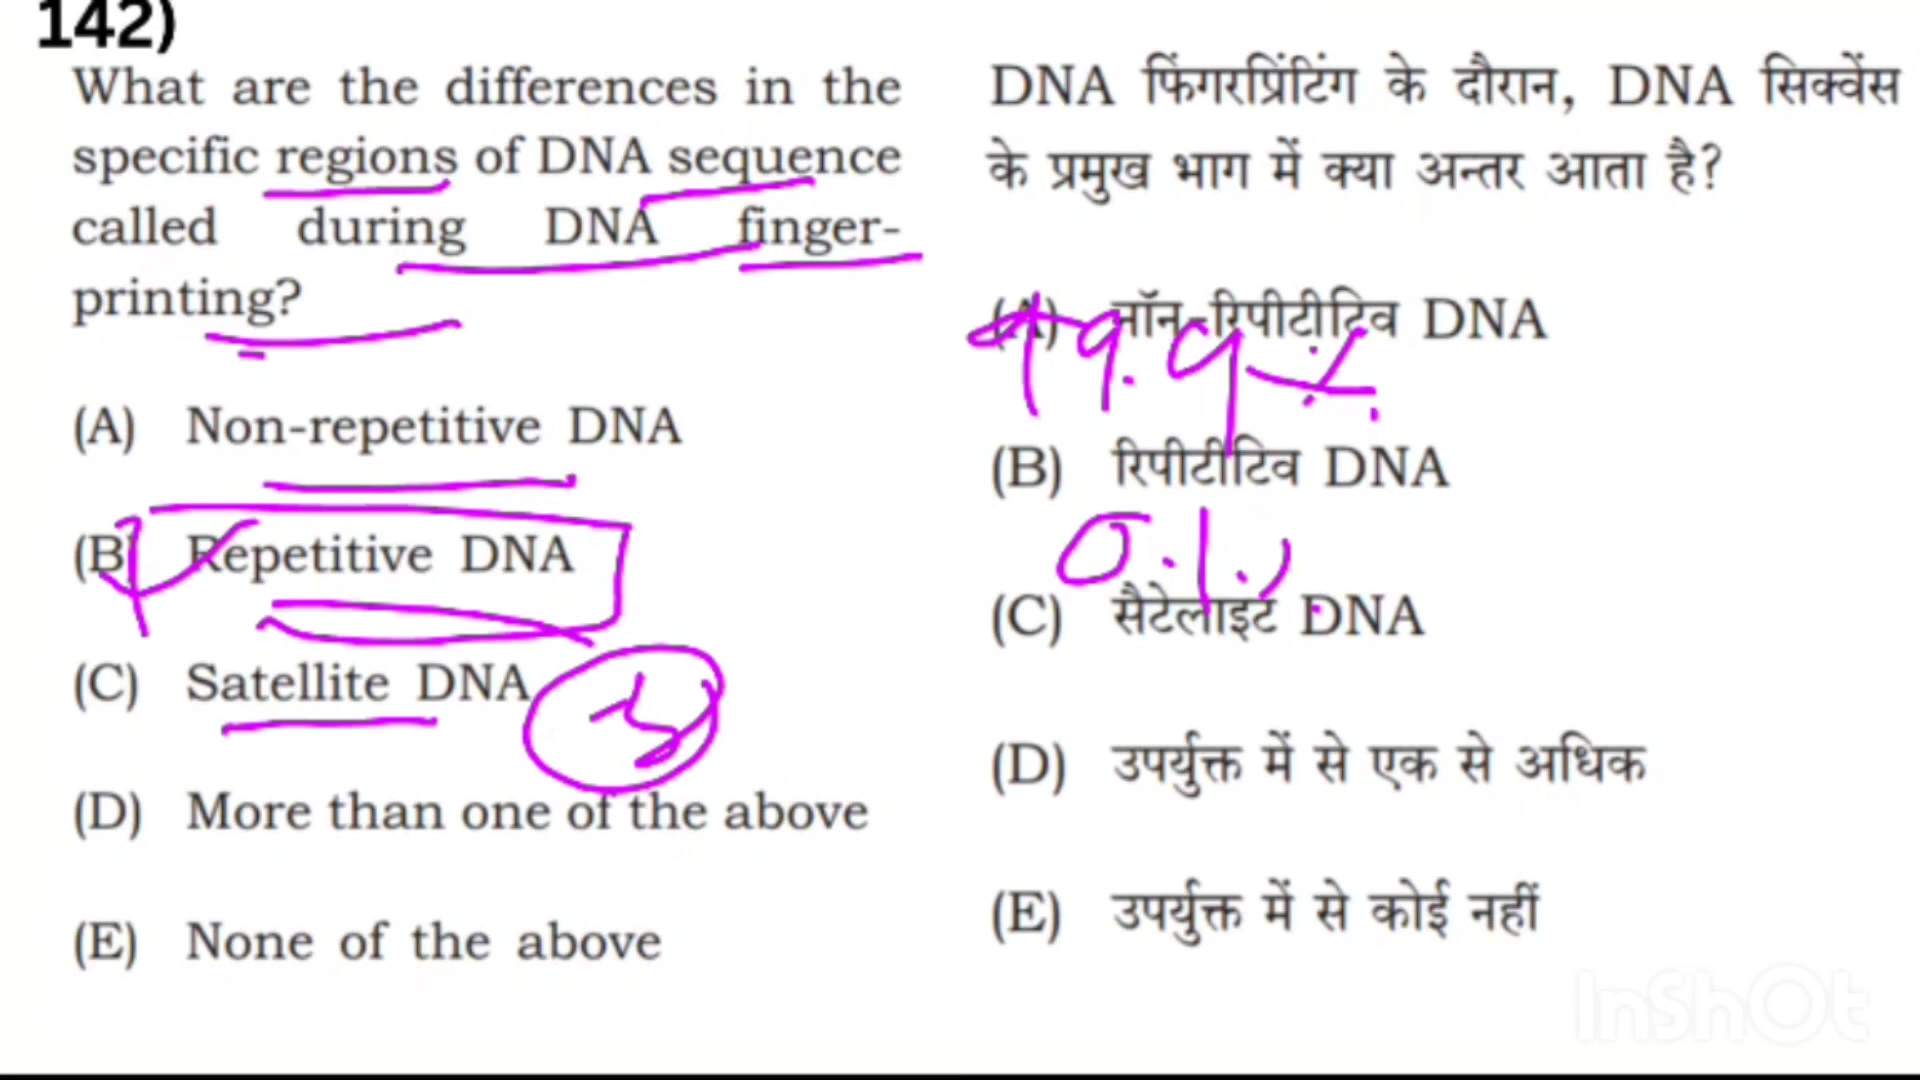 142)
What are the differences in the
specific regions of DNA sequence
called during DNA finger-
printing?
(A) Non-repetitive DNA
(B) Repetitive DNA
(C) Satellite DNA
(D) More than one of the above
(E) None of the above
DNA फिंगरप्रिंटिंग के दौरान, DNA सिक्वेंस
के प्रमुख भाग में क्या अन्तर आता है?
(A) नॉन-रिपीटीटिव DNA
99.9%
(B) रिपीटीटिव DNA
0.1%
(C) सैटेलाइट DNA
(D) उपर्युक्त में से एक से अधिक
(E) उपर्युक्त में से कोई नहीं
InShOt